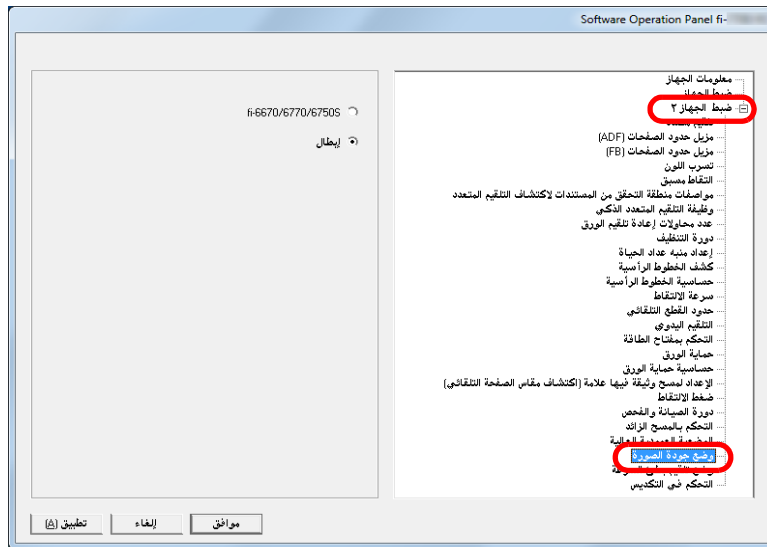 Software Operation Panel fi-
معلومات الجهاز
ضبط الجهاز
ضبط الجهاز ٢
مزيل حدود الصفحات (ADF)
مزيل حدود الصفحات (FB)
تسرب اللون
التقاط مسبق
مواصفات منطقة التحقق من المستندات لاكتشاف التلقيم المتعدد
وظيفة التلقيم المتعدد الذكي
عدد محاولات إعادة تلقيم الورق
دورة التنظيف
إعداد منبه عداد الحياة
كشف الخطوط الرأسية
حساسية الخطوط الرأسية
سرعة الالتقاط
حدود القطع التلقائي
التلقيم اليدوي
التحكم بمفتاح الطاقة
حماية الورق
حساسية حماية الورق
الإعداد لمسح وثيقة فيها علامة (اكتشاف مقاس الصفحة التلقائي)
ضغط الالتقاط
دورة الصيانة والفحص
التحكم بالمسح الزائد
وضع جودة الصورة
التحكم في التكديس
fi-6670/6770/6750S
إبطال
موافق
إلغاء
تطبيق (A)